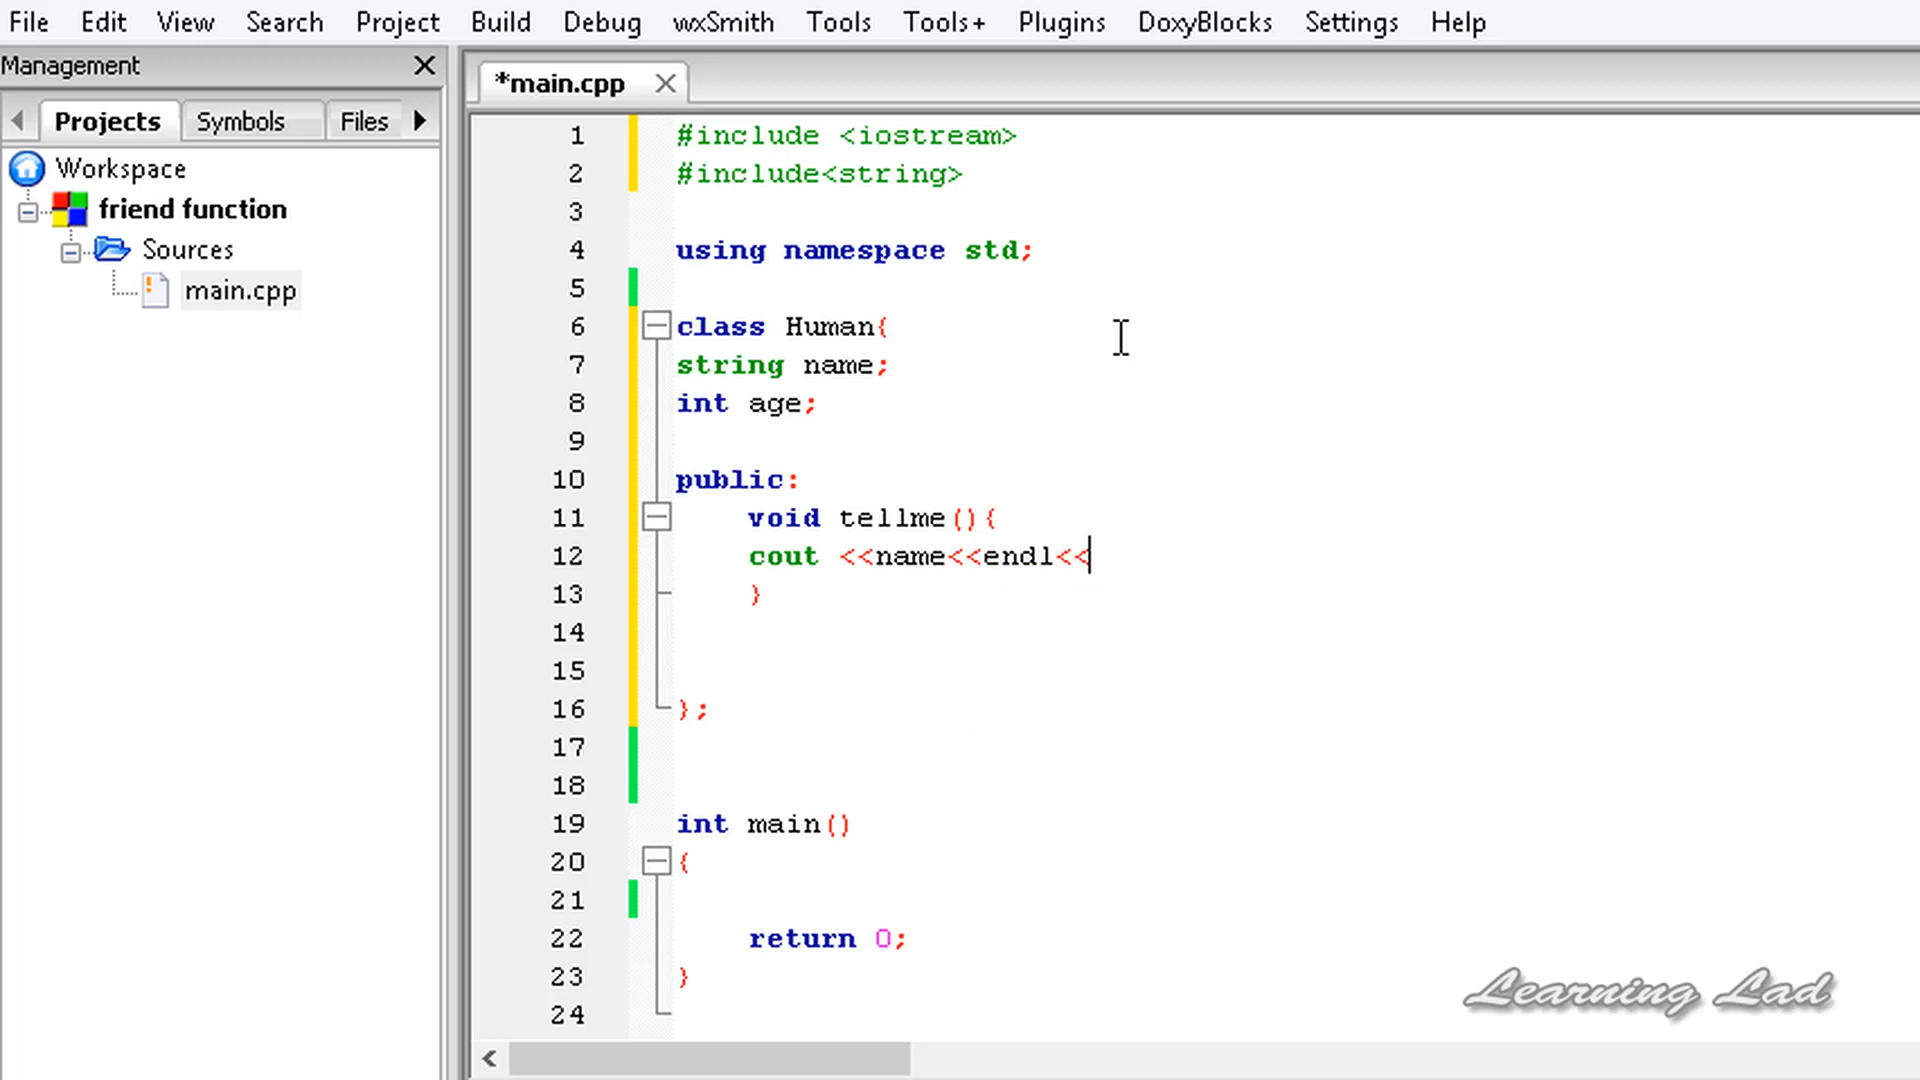 File Edit View Search Project Build Debug wxSmith Tools Tools+ Plugins DoxyBlocks Settings Help
Management
*main.cpp
Projects Symbols Files
Workspace
friend function
Sources
main.cpp
1 #include <iostream>
2 #include<string>
3
4 using namespace std;
5
6 class Human{
7 string name;
8 int age;
9
10 public:
11 void tellme(){
12 cout <<name<<endl<<
13 }
14
15
16 };
17
18
19 int main()
20 {
21
22 return 0;
23 }
24
Learning Lad